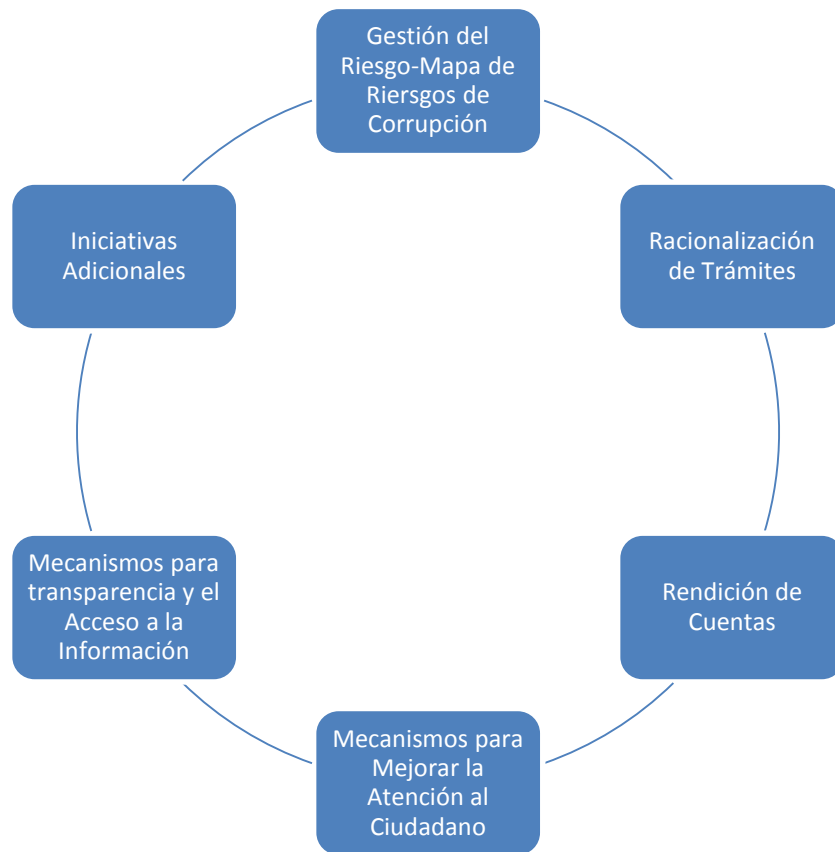 Gestión del
Riesgo-Mapa de
Riersgos de
Corrupción
Racionalización
de Trámites
Rendición de
Cuentas
Mecanismos para
Mejorar la
Atención al
Ciudadano
Mecanismos para
transparencia y el
Acceso a la
Información
Iniciativas
Adicionales